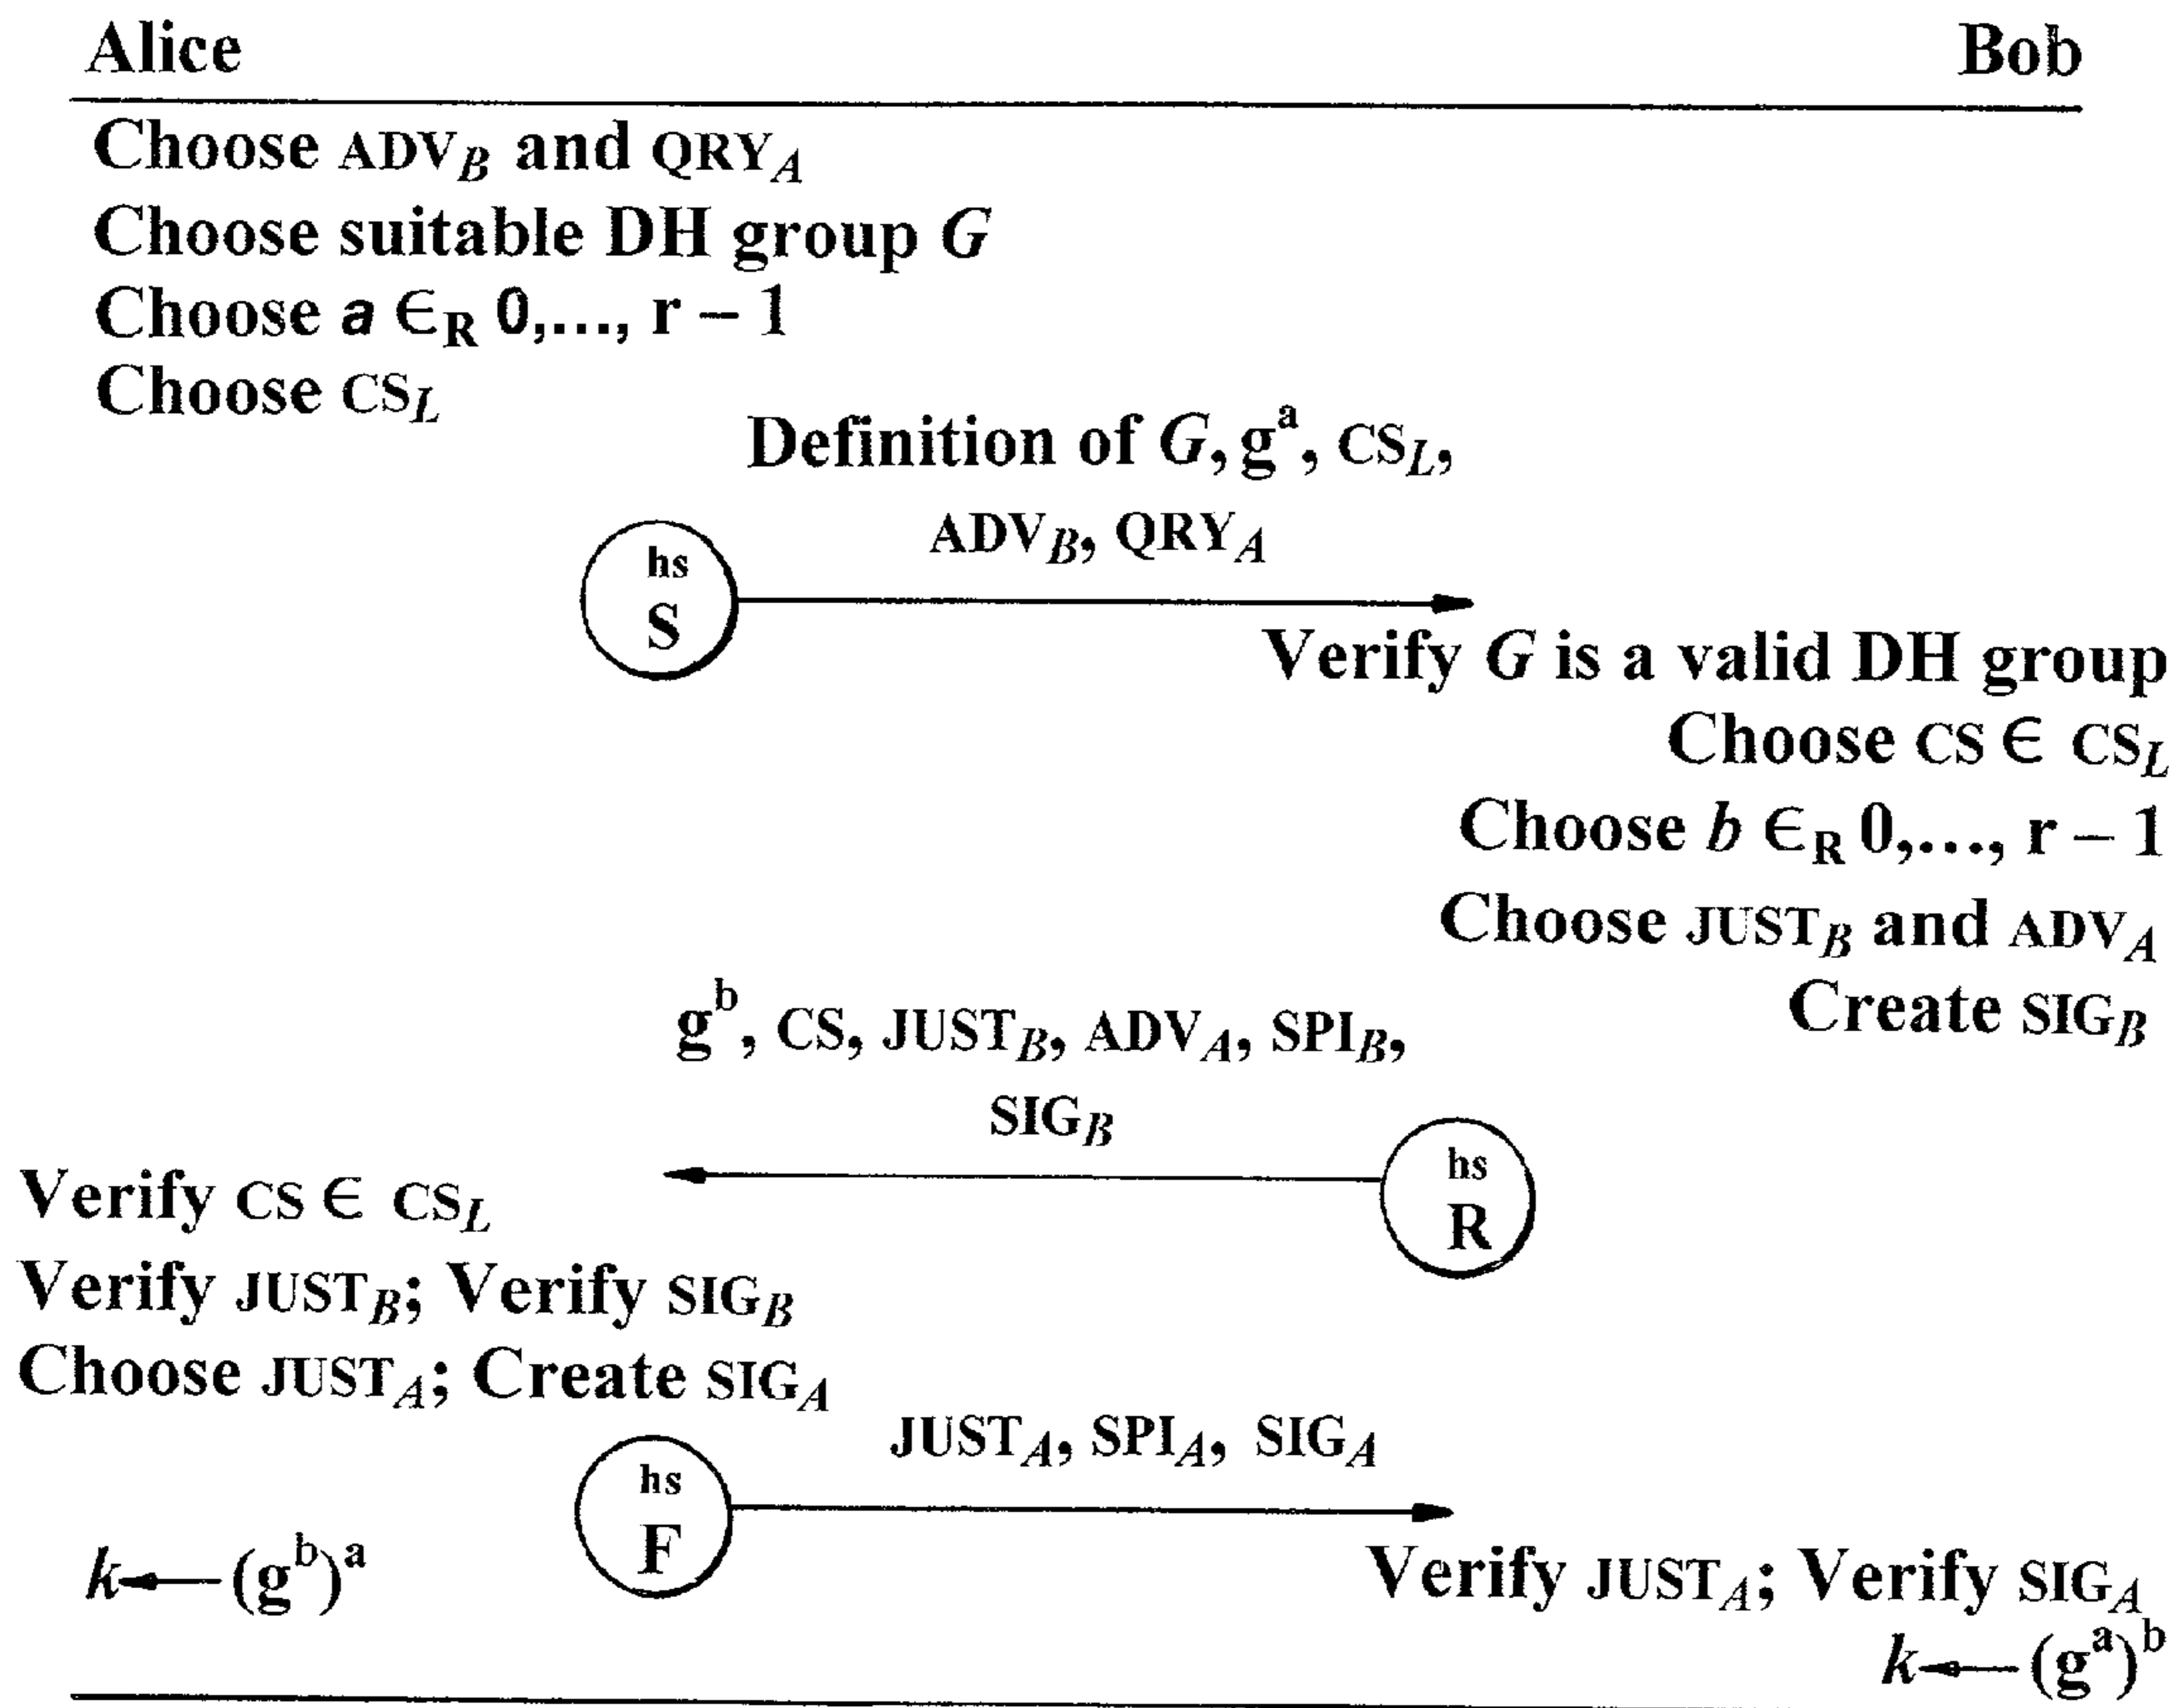 Alice Bob
Choose ADV_B and QRY_A
Choose suitable DH group G
Choose a ∈_R 0,..., r – 1
Choose CS_L
Definition of G, g^a, CS_L,
ADV_B, QRY_A
hs
S
Verify G is a valid DH group
Choose CS ∈ CS_L
Choose b ∈_R 0,..., r – 1
Choose JUST_B and ADV_A
Create SIG_B
g^b, CS, JUST_B, ADV_A, SPI_B,
SIG_B
hs
R
Verify CS ∈ CS_L
Verify JUST_B; Verify SIG_B
Choose JUST_A; Create SIG_A
JUST_A, SPI_A, SIG_A
hs
F
k ← (g^b)^a
Verify JUST_A; Verify SIG_A
k ← (g^a)^b